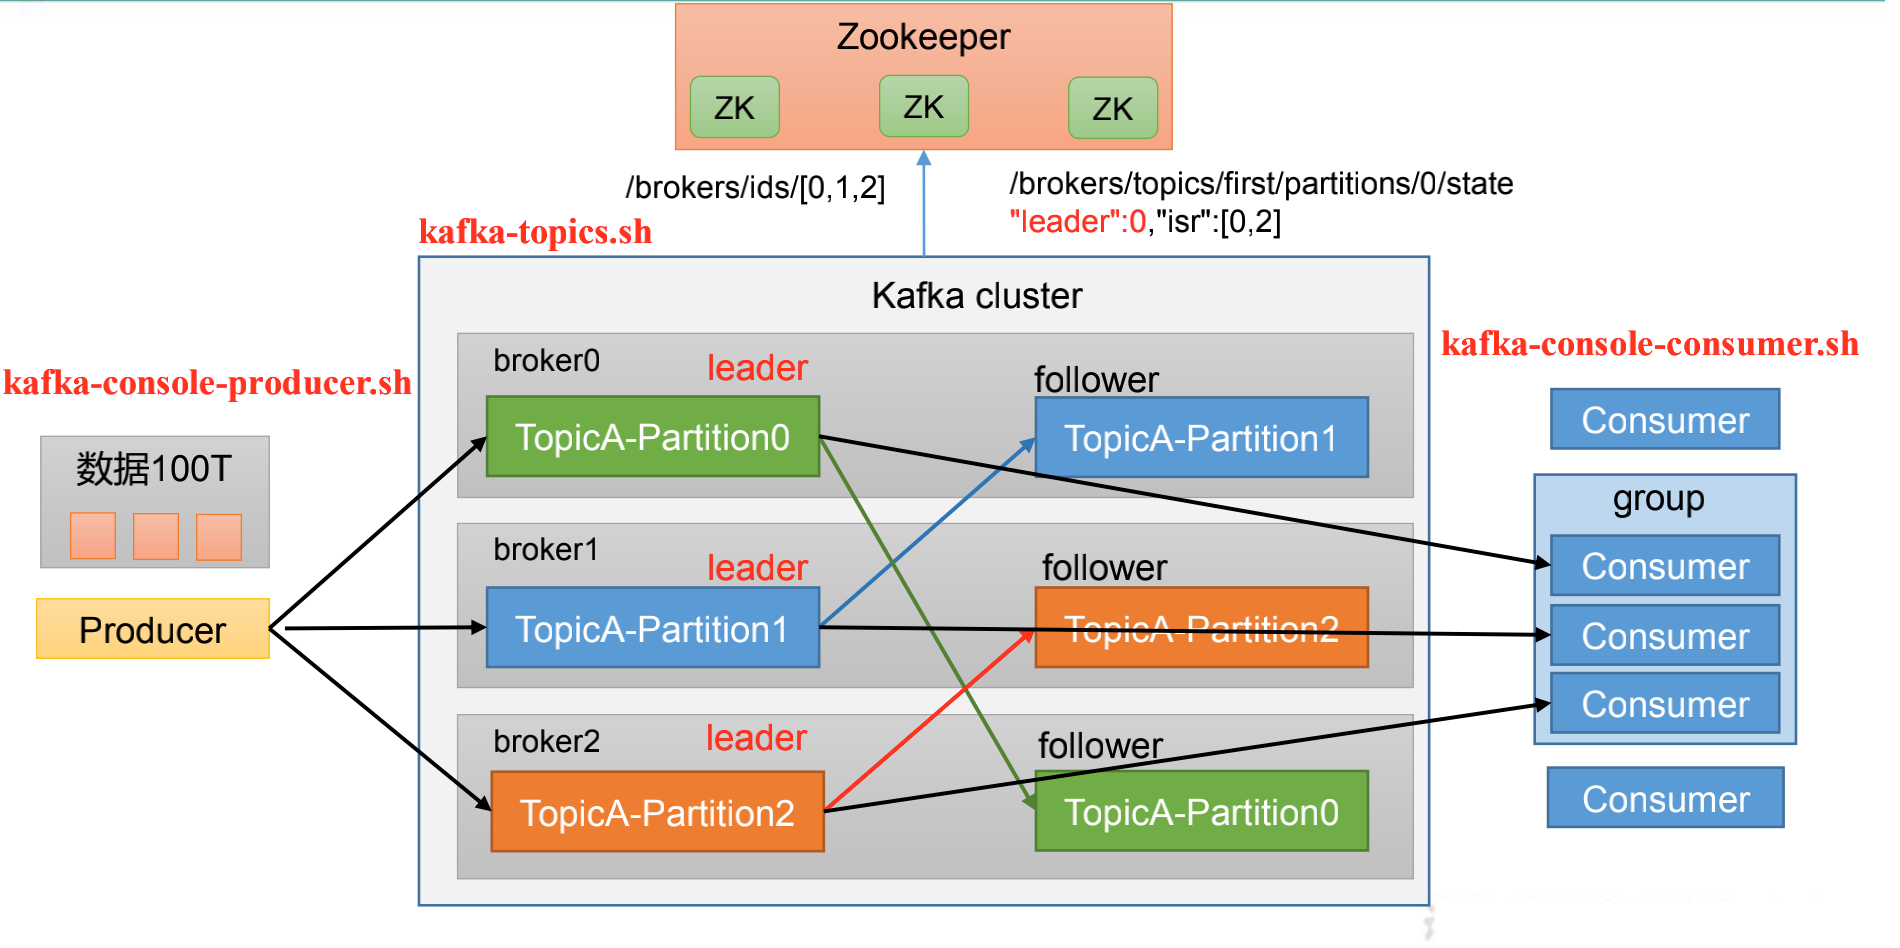 Zookeeper
ZK
ZK
ZK
/brokers/ids/[0,1,2]
/brokers/topics/first/partitions/0/state
"leader":0,"isr":[0,2]
kafka-topics.sh
Kafka cluster
kafka-console-producer.sh
数据100T
Producer
broker0
leader
TopicA-Partition0
follower
TopicA-Partition1
broker1
leader
TopicA-Partition1
follower
TopicA-Partition2
broker2
leader
TopicA-Partition2
follower
TopicA-Partition0
kafka-console-consumer.sh
Consumer
group
Consumer
Consumer
Consumer
Consumer